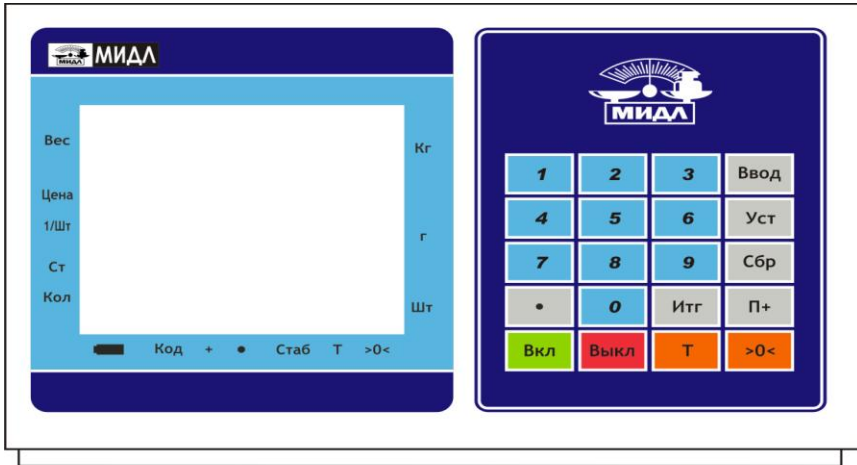 МИДЛ МИДЛ
Вес
Кг
Цена
1/Шт
г
Ст
Кол
Шт
Код + • Стаб Т >0<
МИДЛ
1 2 3 Ввод
4 5 6 Уст
7 8 9 Сбр
• 0 Итг П+
Вкл Выкл Т >0<